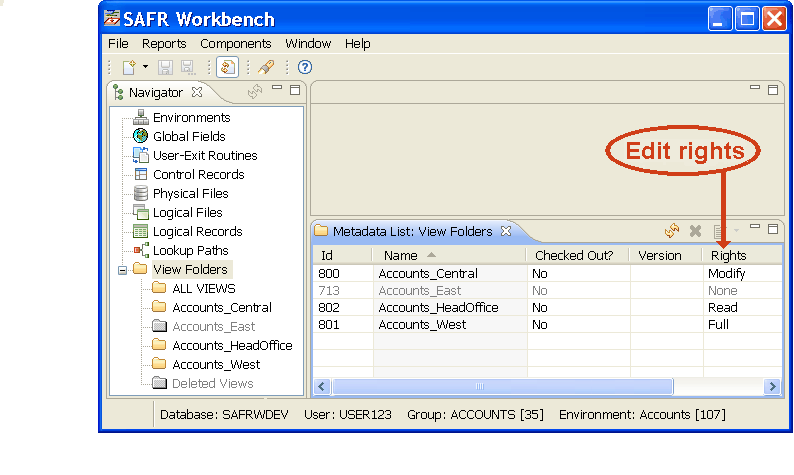 SAFR Workbench
File Reports Components Window Help
Navigator
Environments
Global Fields
User-Exit Routines
Control Records
Physical Files
Logical Files
Logical Records
Lookup Paths
View Folders
ALL VIEWS
Accounts_Central
Accounts_East
Accounts_HeadOffice
Accounts_West
Deleted Views
Edit rights
Metadata List: View Folders
Id Name Checked Out? Version Rights
800 Accounts_Central No Modify
713 Accounts_East No None
802 Accounts_HeadOffice No Read
801 Accounts_West No Full
Database: SAFRWDEV User: USER123 Group: ACCOUNTS [35] Environment: Accounts [107]